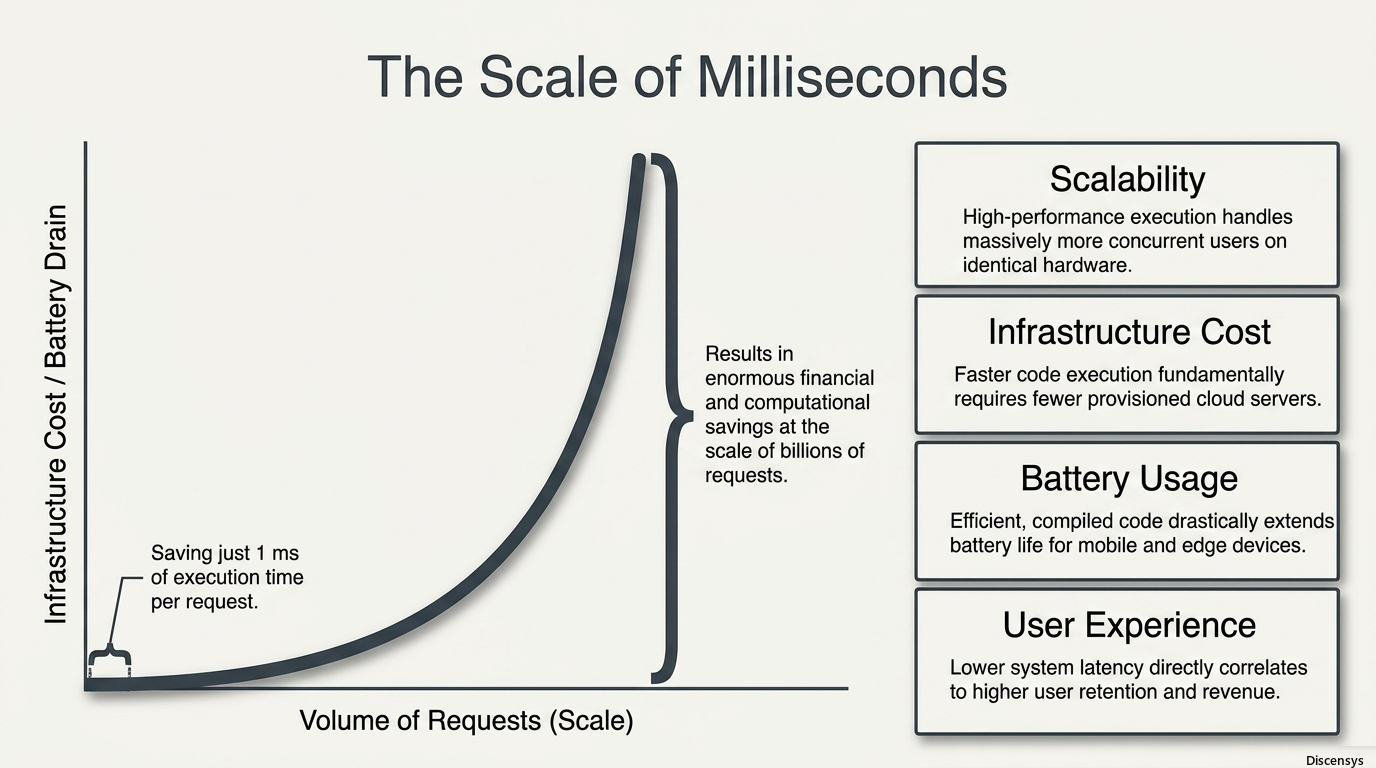 The Scale of Milliseconds
Infrastructure Cost / Battery Drain
Saving just 1 ms
of execution time
per request.
Results in
enormous financial
and computational
savings at the
scale of billions of
requests.
Volume of Requests (Scale)
Scalability
High-performance execution handles
massively more concurrent users on
identical hardware.
Infrastructure Cost
Faster code execution fundamentally
requires fewer provisioned cloud servers.
Battery Usage
Efficient, compiled code drastically extends
battery life for mobile and edge devices.
User Experience
Lower system latency directly correlates
to higher user retention and revenue.
Discensys